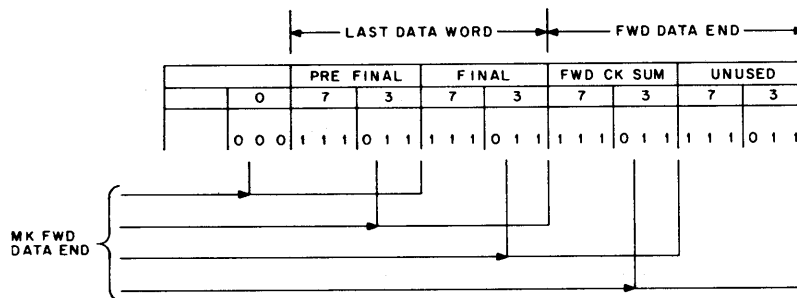 LAST DATA WORD FWD DATA END
PRE FINAL FINAL FWD CK SUM UNUSED
0 7 3 7 3 7 3 7 3
0 0 0 1 1 1 0 1 1 1 1 1 0 1 1 1 1 1 0 1 1 1 1 1 0 1 1
MK FWD
DATA END